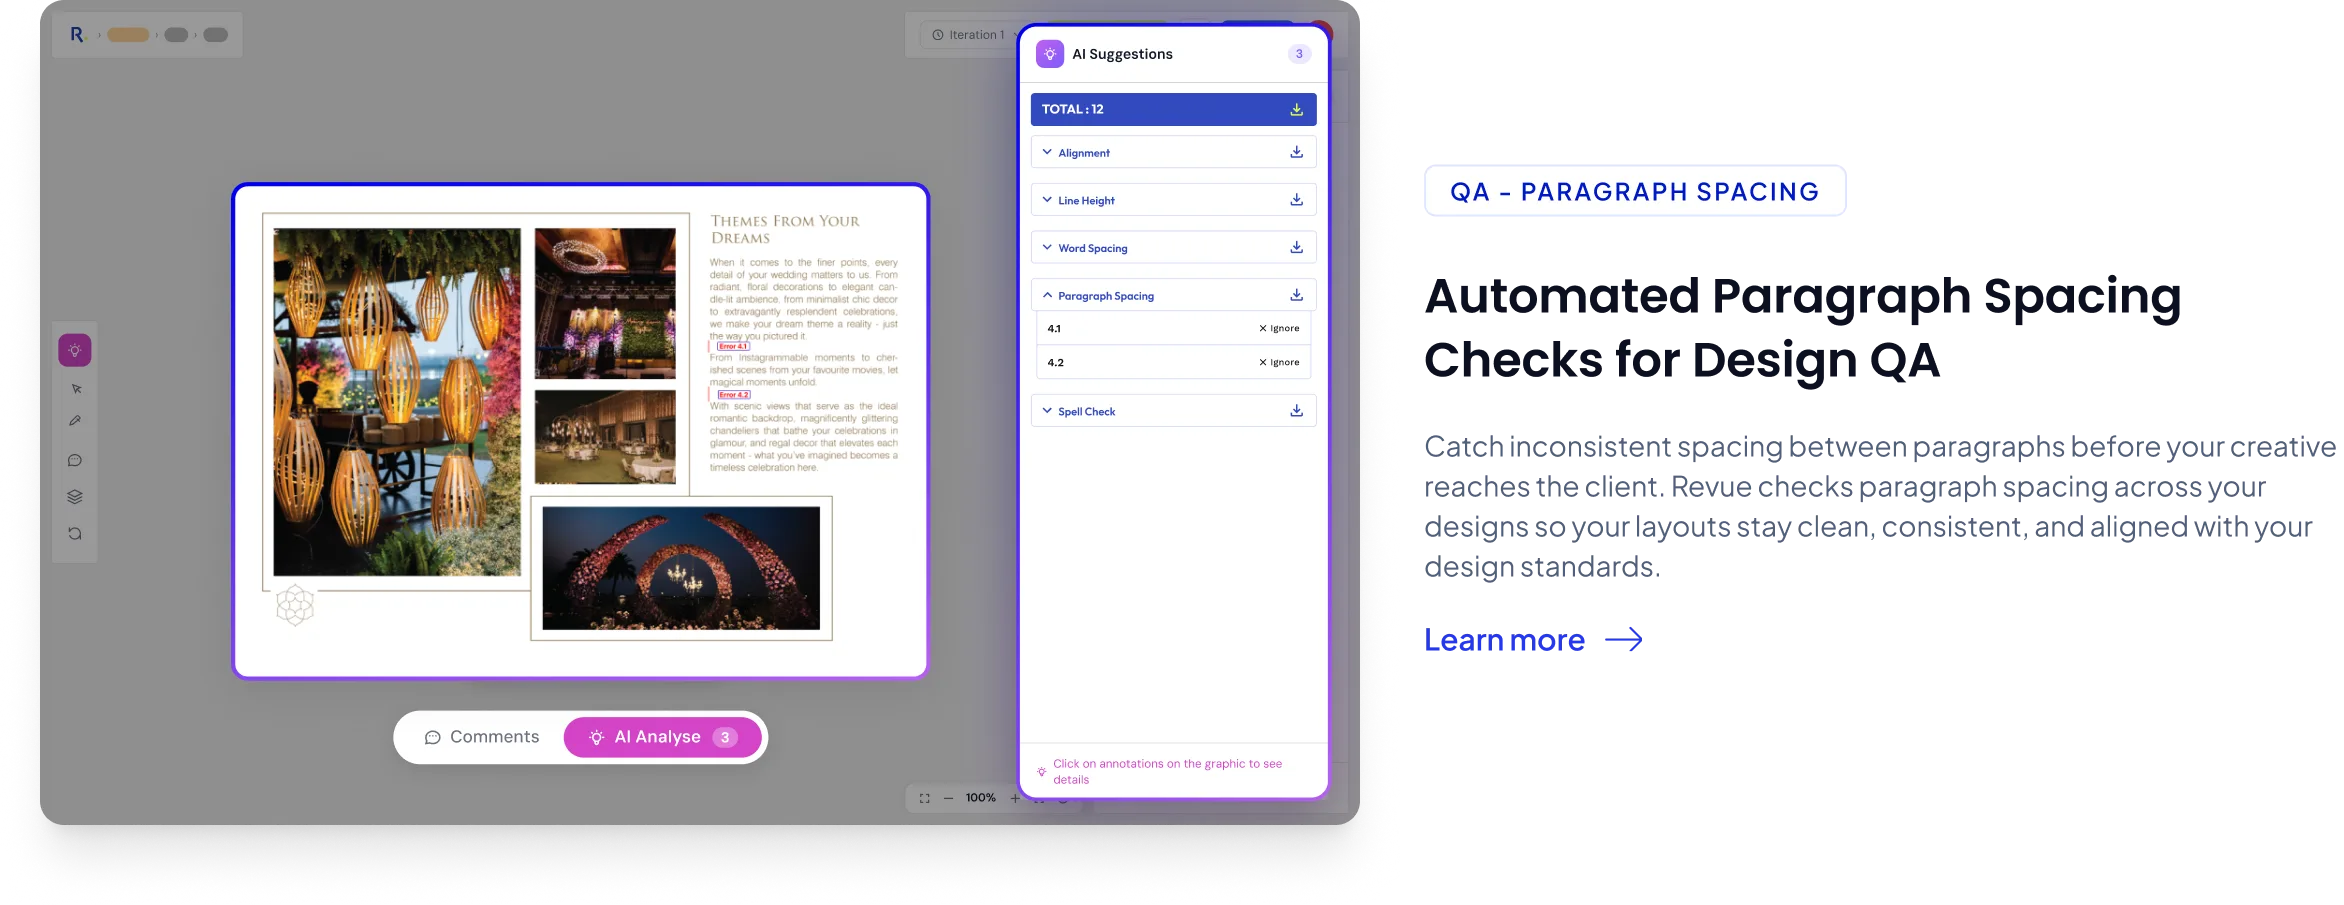 R.
Iteration 1
AI Suggestions
3
TOTAL : 12
Alignment
Line Height
Word Spacing
Paragraph Spacing
4.1
Ignore
4.2
Ignore
Spell Check
Click on annotations on the graphic to see
details
THEMES FROM YOUR
DREAMS
When it comes to the finer points, every
detail of your wedding matters to us. From
radiant, floral decorations to elegant can-
dle-lit ambience, from minimalist chic decor
to extravagantly resplendent celebrations,
we make your dream theme a reality - just
the way you pictured it.
Error 4.1
From Instagrammable moments to cher-
ished scenes from your favourite movies, let
magical moments unfold.
Error 4.2
With scenic views that serve as the ideal
romantic backdrop, magnificently glittering
chandeliers that bathe your celebrations in
glamour, and regal decor that elevates each
moment - what you've imagined becomes a
timeless celebration here.
Comments
AI Analyse
3
100%
QA – PARAGRAPH SPACING
Automated Paragraph Spacing
Checks for Design QA
Catch inconsistent spacing between paragraphs before your creative
reaches the client. Revue checks paragraph spacing across your
designs so your layouts stay clean, consistent, and aligned with your
design standards.
Learn more